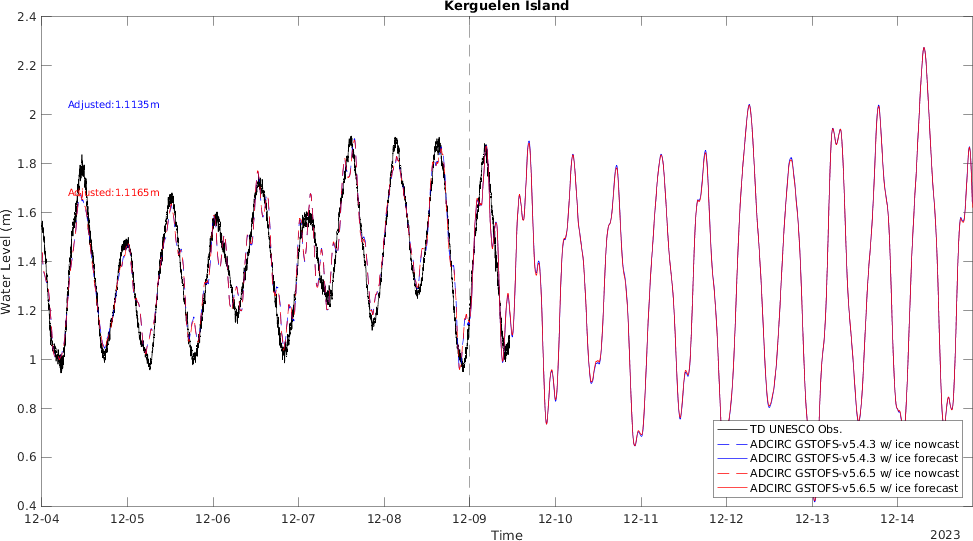 Kerguelen Island
2.4
2.2
2
1.8
1.6
1.4
1.2
1
0.8
0.6
0.4
Water Level (m)
Adjusted:1.1135m
Adjusted:1.1165m
TD UNESCO Obs.
ADCIRC GSTOFS-v5.4.3 w/ ice nowcast
ADCIRC GSTOFS-v5.4.3 w/ ice forecast
ADCIRC GSTOFS-v5.6.5 w/ ice nowcast
ADCIRC GSTOFS-v5.6.5 w/ ice forecast
12-04 12-05 12-06 12-07 12-08 12-09 12-10 12-11 12-12 12-13 12-14
Time
2023